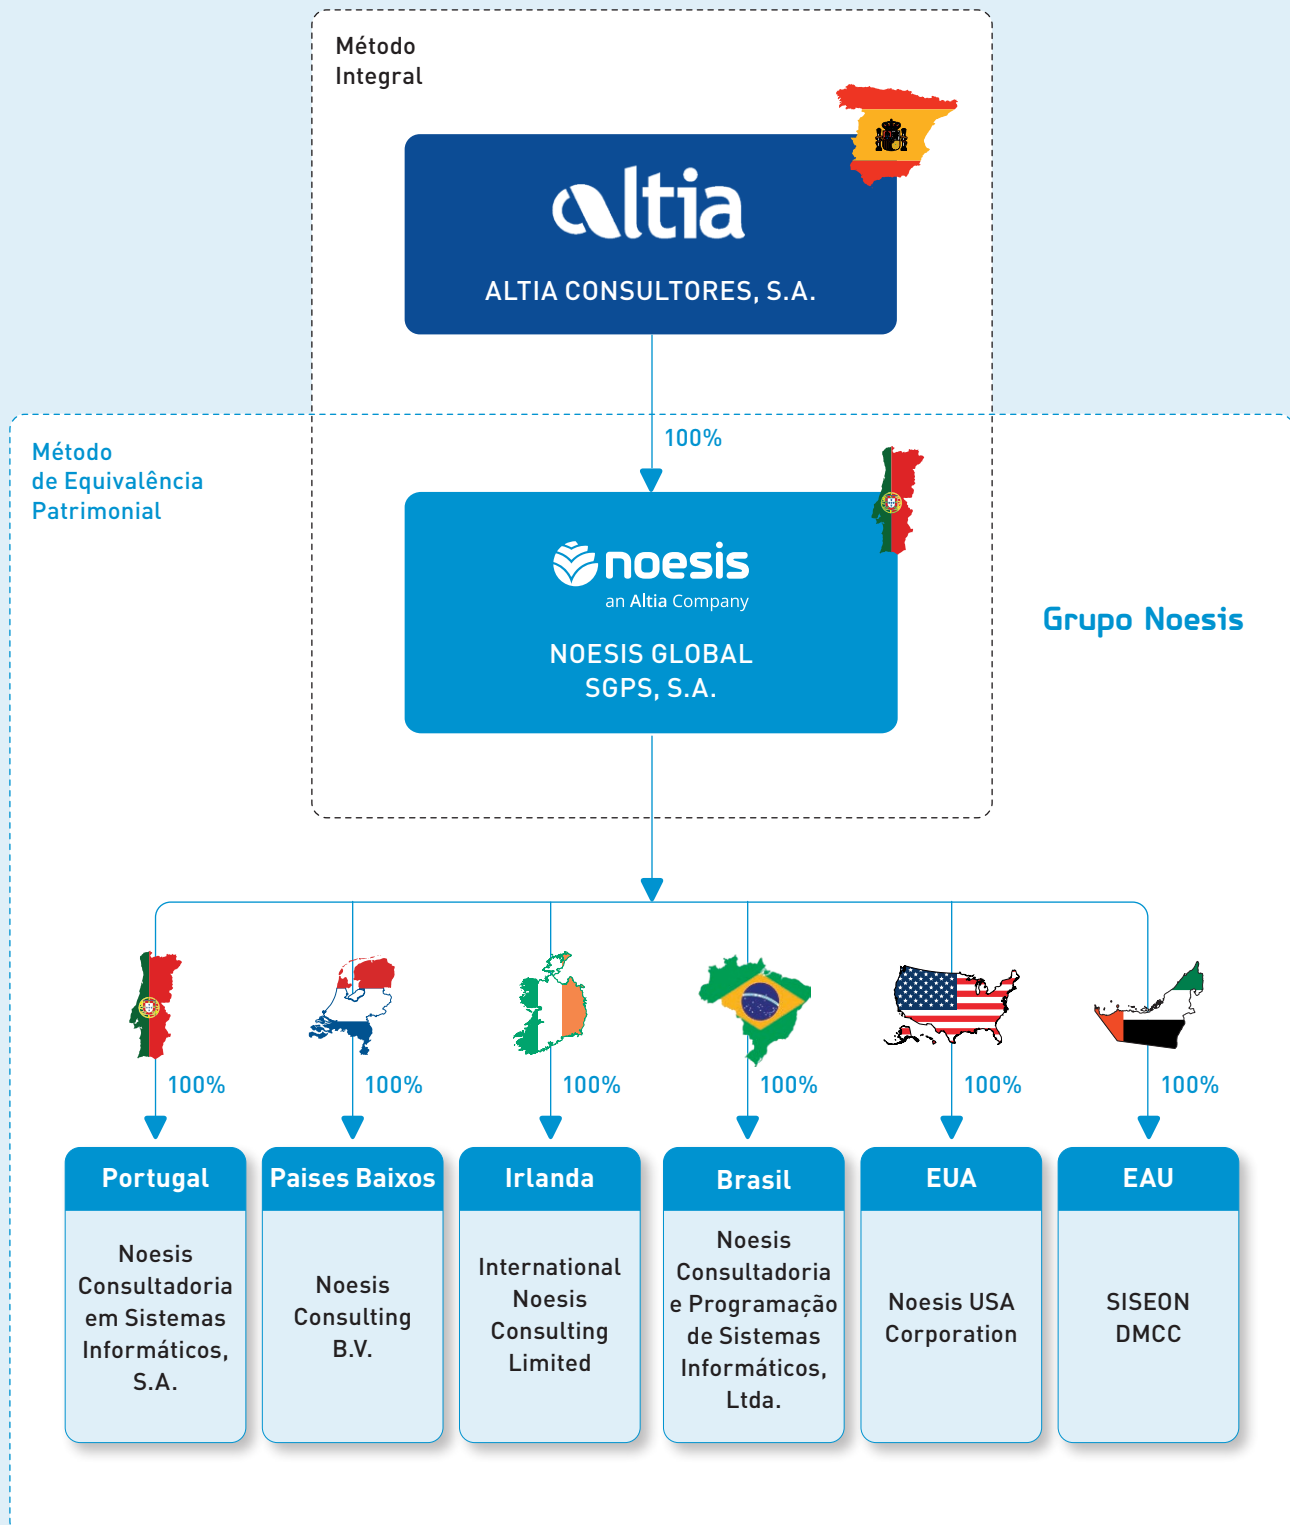 Método
Integral
altia
ALTIA CONSULTORES, S.A.
100%
Método
de Equivalência
Patrimonial
noesis
an Altia Company
NOESIS GLOBAL
SGPS, S.A.
Grupo Noesis
100%
100%
100%
100%
100%
100%
Portugal
Noesis
Consultadoria
em Sistemas
Informáticos,
S.A.
Paises Baixos
Noesis
Consulting
B.V.
Irlanda
International
Noesis
Consulting
Limited
Brasil
Noesis
Consultadoria
e Programação
de Sistemas
Informáticos,
Ltda.
EUA
Noesis USA
Corporation
EAU
SISEON
DMCC